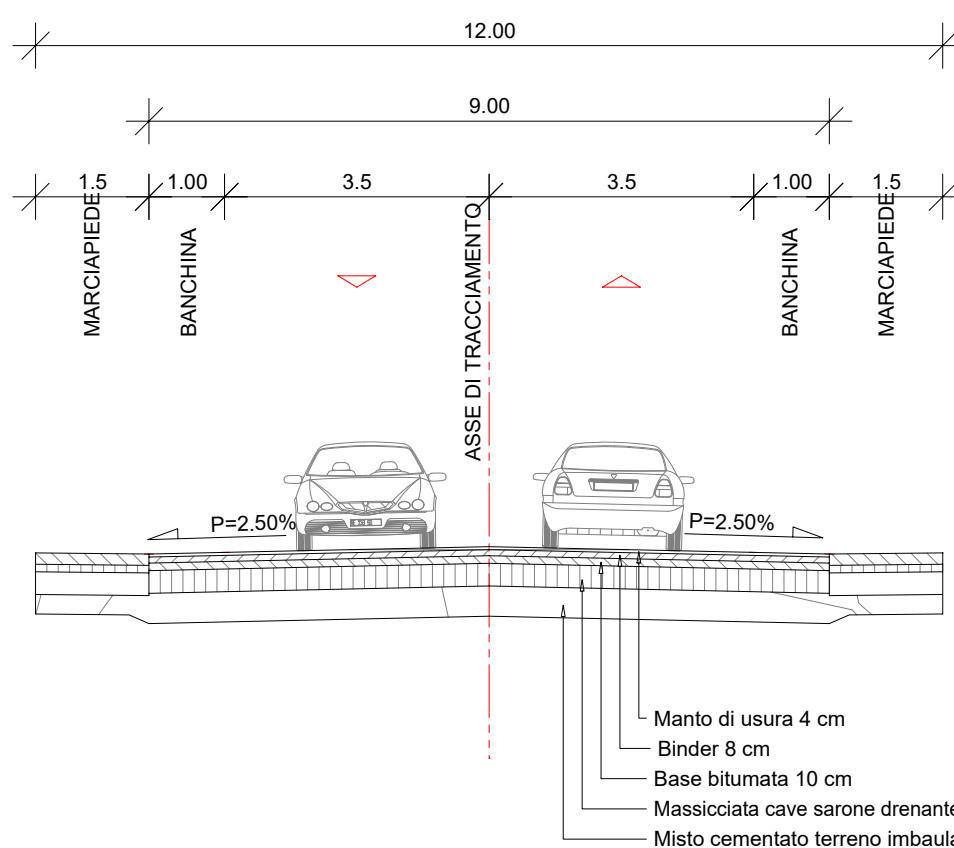 12.00
9.00
1.5 1.00 3.5 3.5 1.00 1.5
MARCIAPIEDE
BANCHINA
ASSE DI TRACCIAMENTO
BANCHINA
MARCIAPIEDE
P=2.50%
P=2.50%
Manto di usura 4 cm
Binder 8 cm
Base bitumata 10 cm
Massicciata cave sarone drenante
Misto cementato terreno imbaula